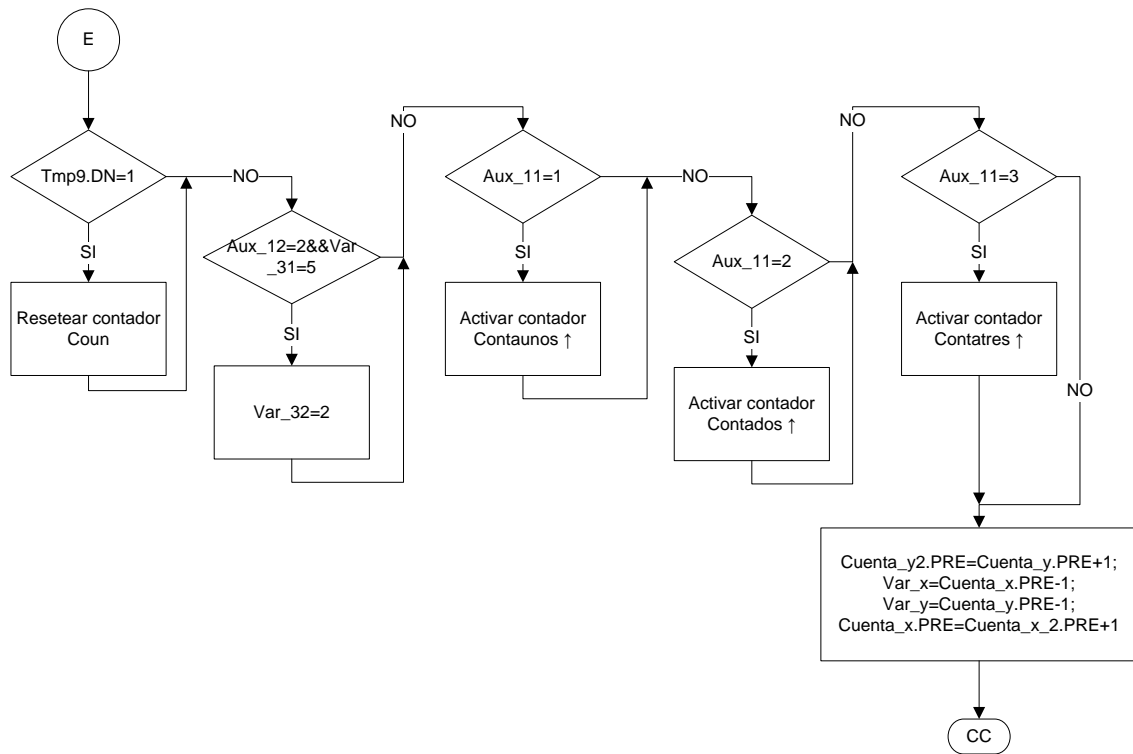 E
Tmp9.DN=1
NO
SI
Resetear contador
Coun
Aux_12=2&&Var
_31=5
NO
SI
Var_32=2
Aux_11=1
NO
SI
Activar contador
Contaunos ↑
Aux_11=2
NO
SI
Activar contador
Contados ↑
Aux_11=3
SI
NO
Activar contador
Contatres ↑
Cuenta_y2.PRE=Cuenta_y.PRE+1;
Var_x=Cuenta_x.PRE-1;
Var_y=Cuenta_y.PRE-1;
Cuenta_x.PRE=Cuenta_x_2.PRE+1
CC